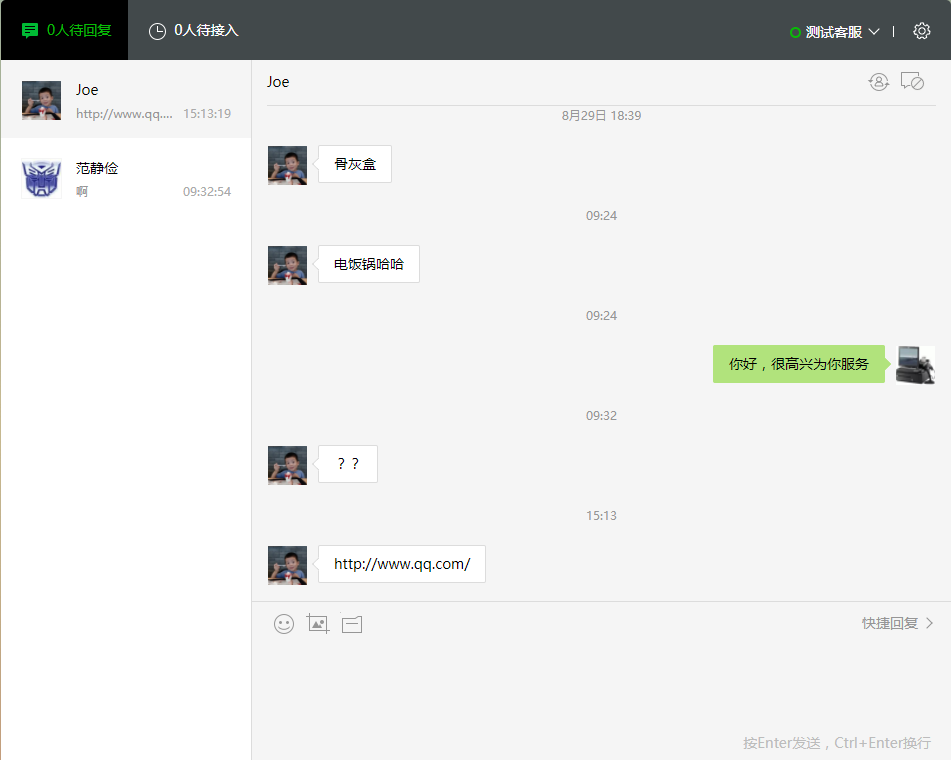 0人待回复
0人待接入
测试客服
Joe
http://www.qq.... 15:13:19
范静俭
啊 09:32:54
Joe
8月29日 18:39
骨灰盒
09:24
电饭锅哈哈
09:24
你好，很高兴为你服务
09:32
？？
15:13
http://www.qq.com/
快捷回复
按Enter发送，Ctrl+Enter换行